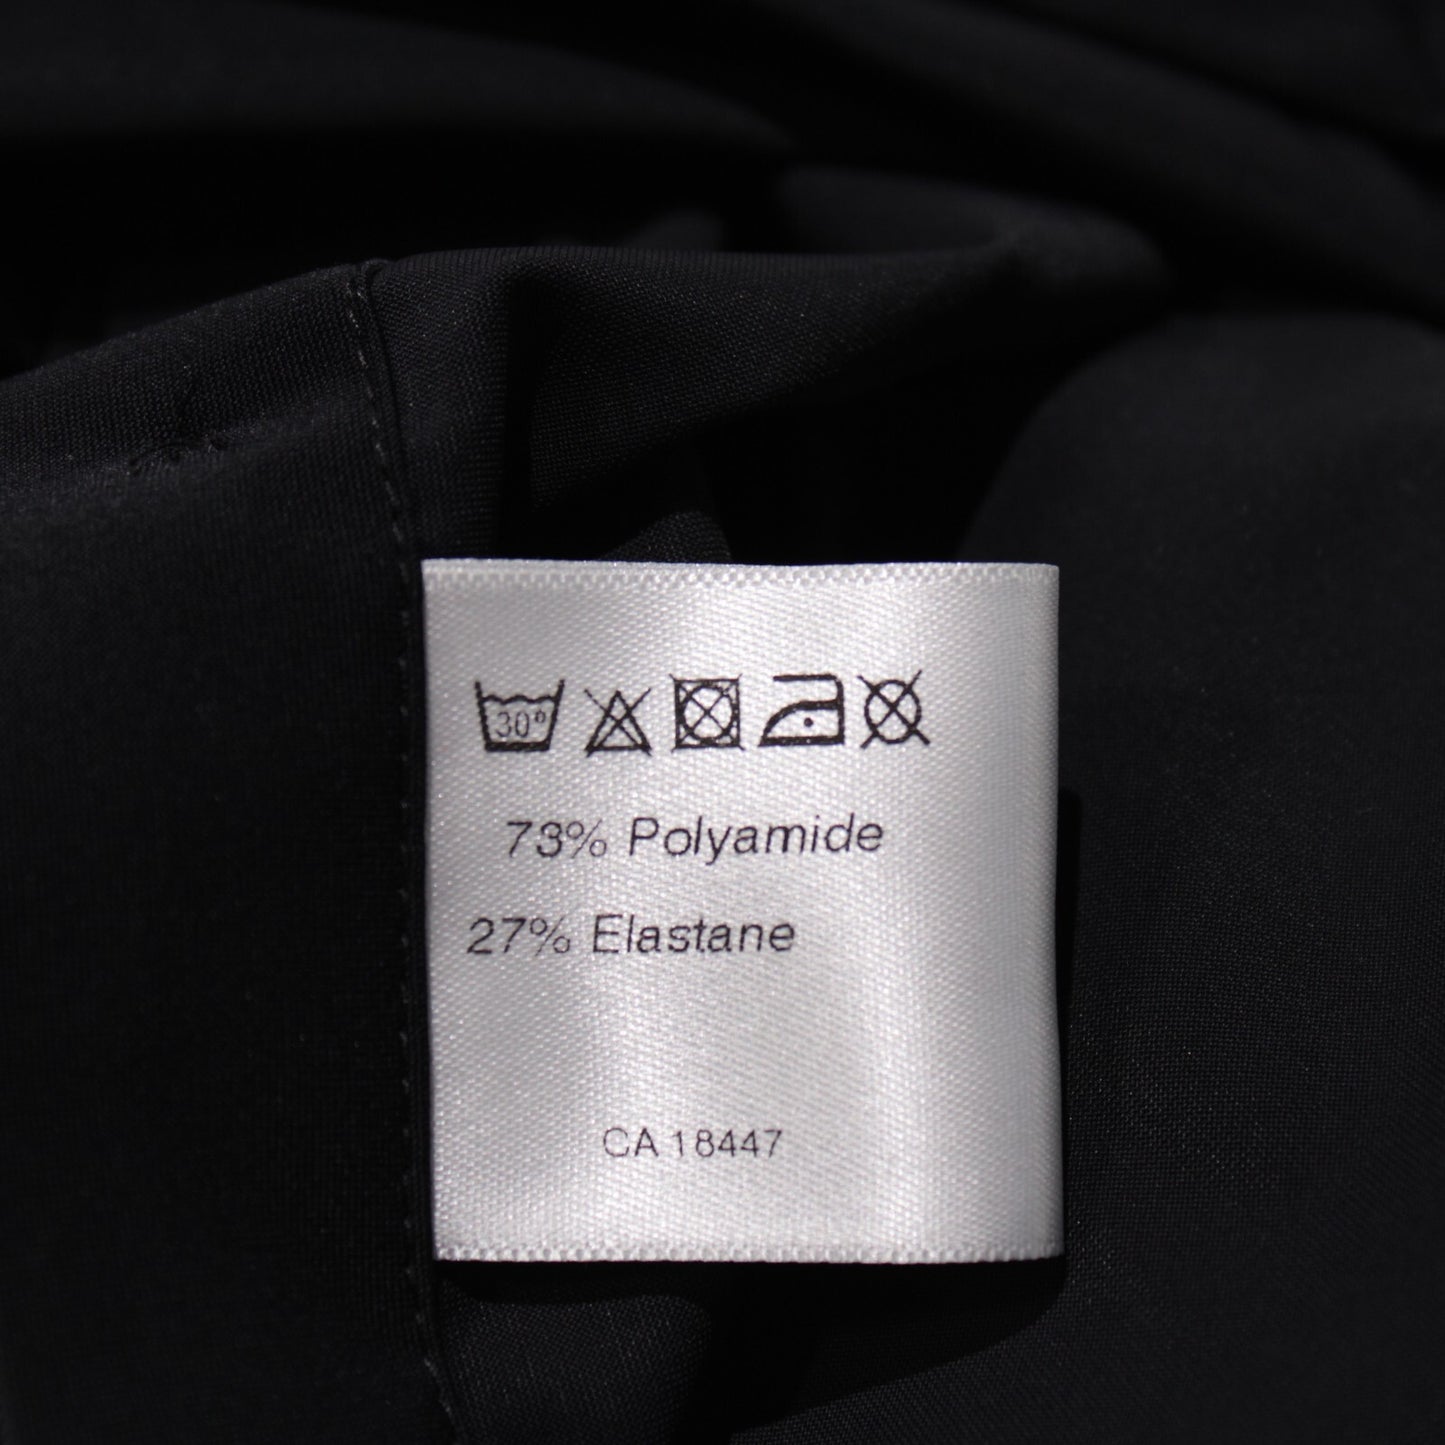 30°
73% Polyamide
27% Elastane
CA 18447